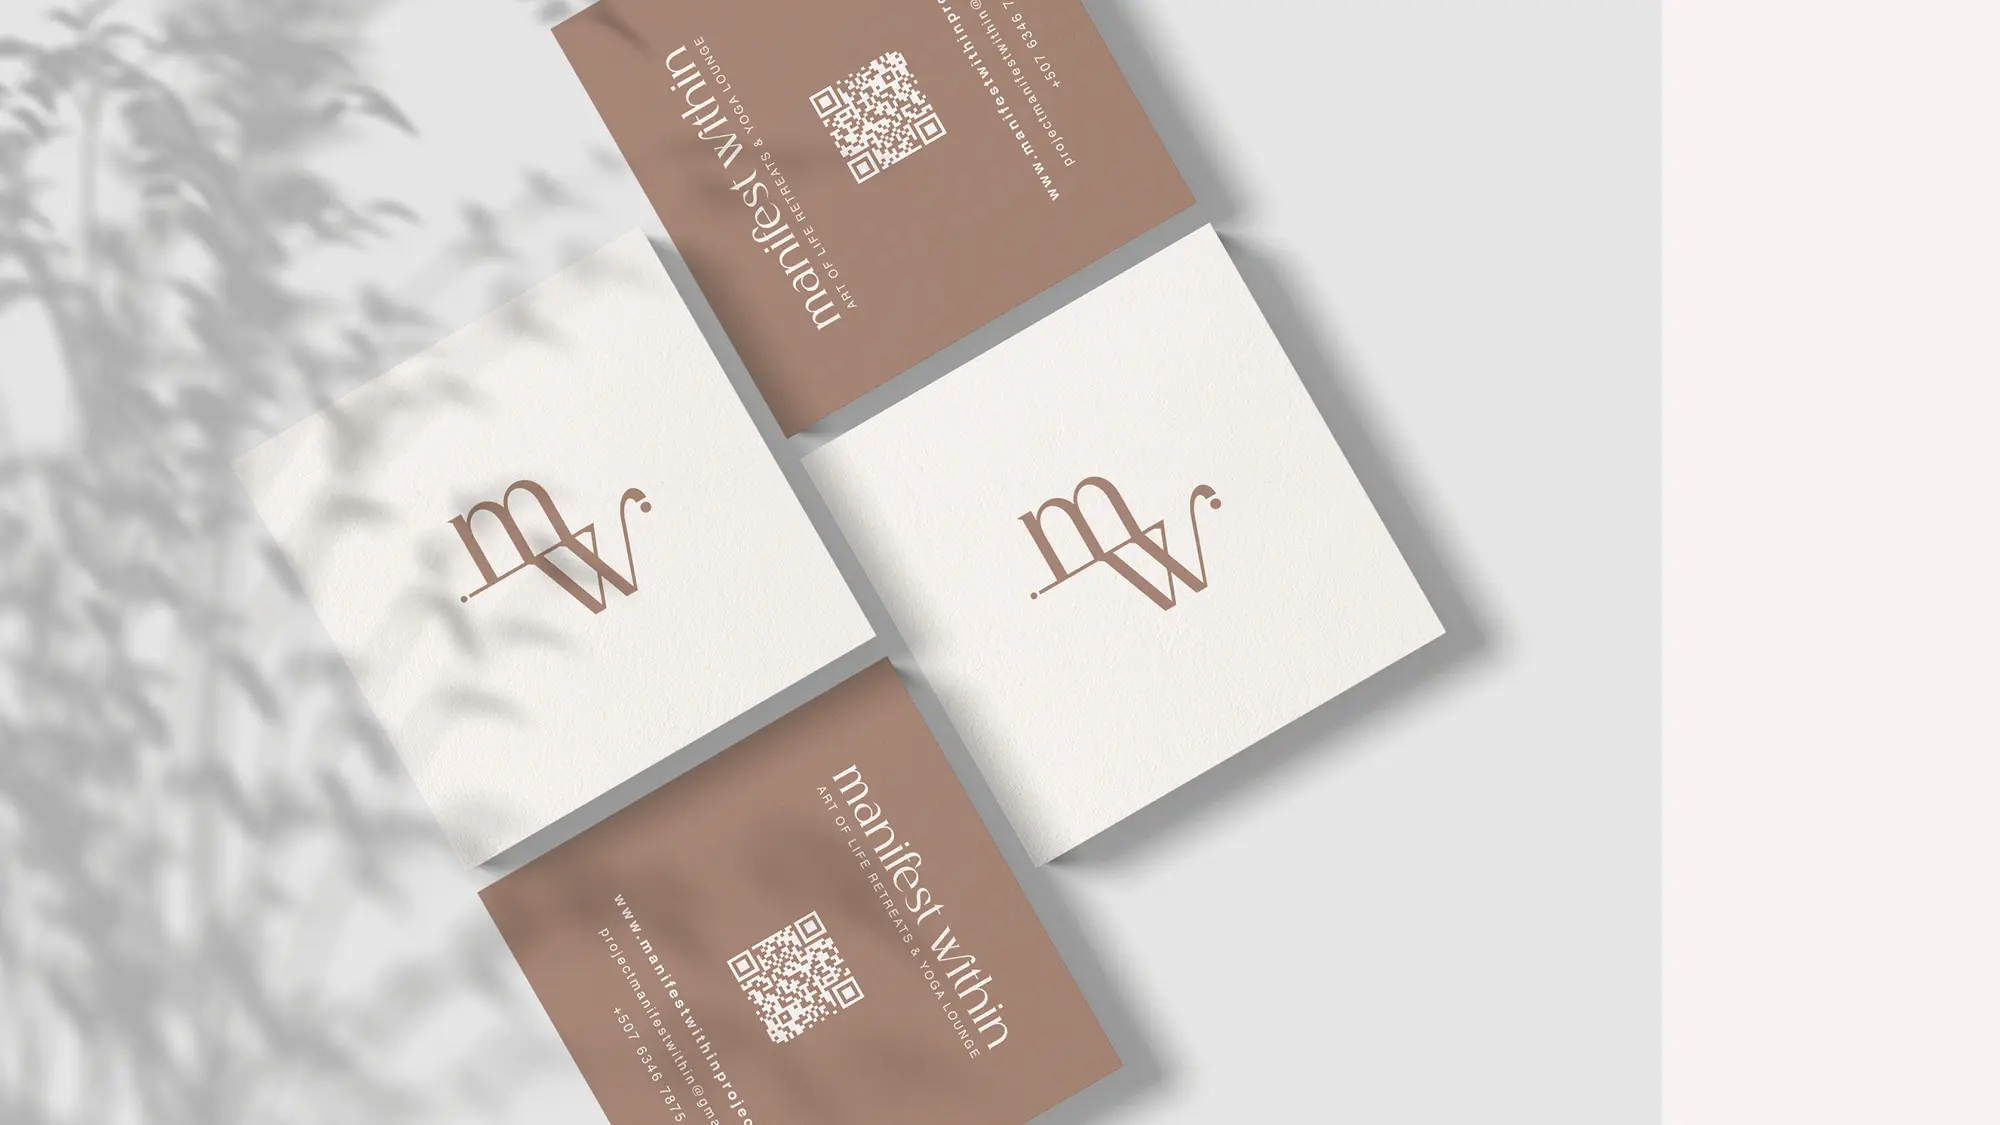 manifest within
ART OF LIFE RETREATS & YOGA LOUNGE
www.manifestwithinpro
projectmanifestwithin@
+507 6346 7
mw
mw
manifest within
ART OF LIFE RETREATS & YOGA LOUNGE
www.manifestwithinprojec
projectmanifestwithin@gma
+507 6346 7875